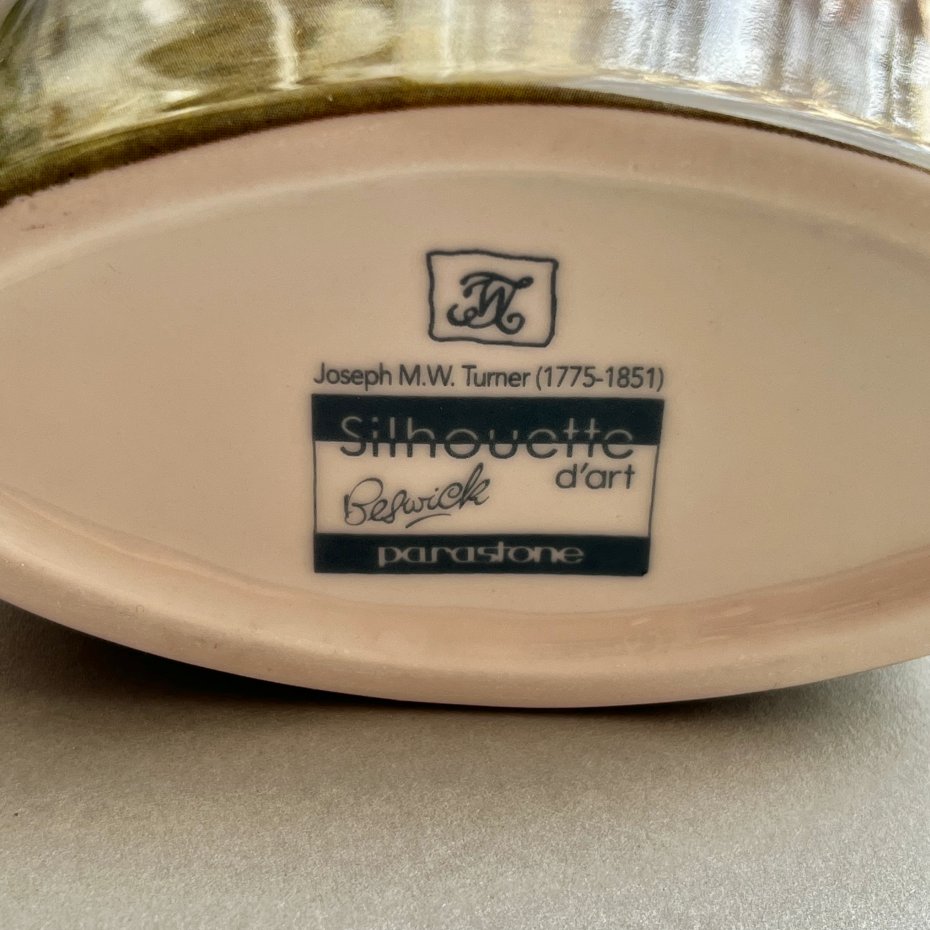 Joseph M.W. Turner (1775-1851)
Silhouette
d'art
Beswick
parastone